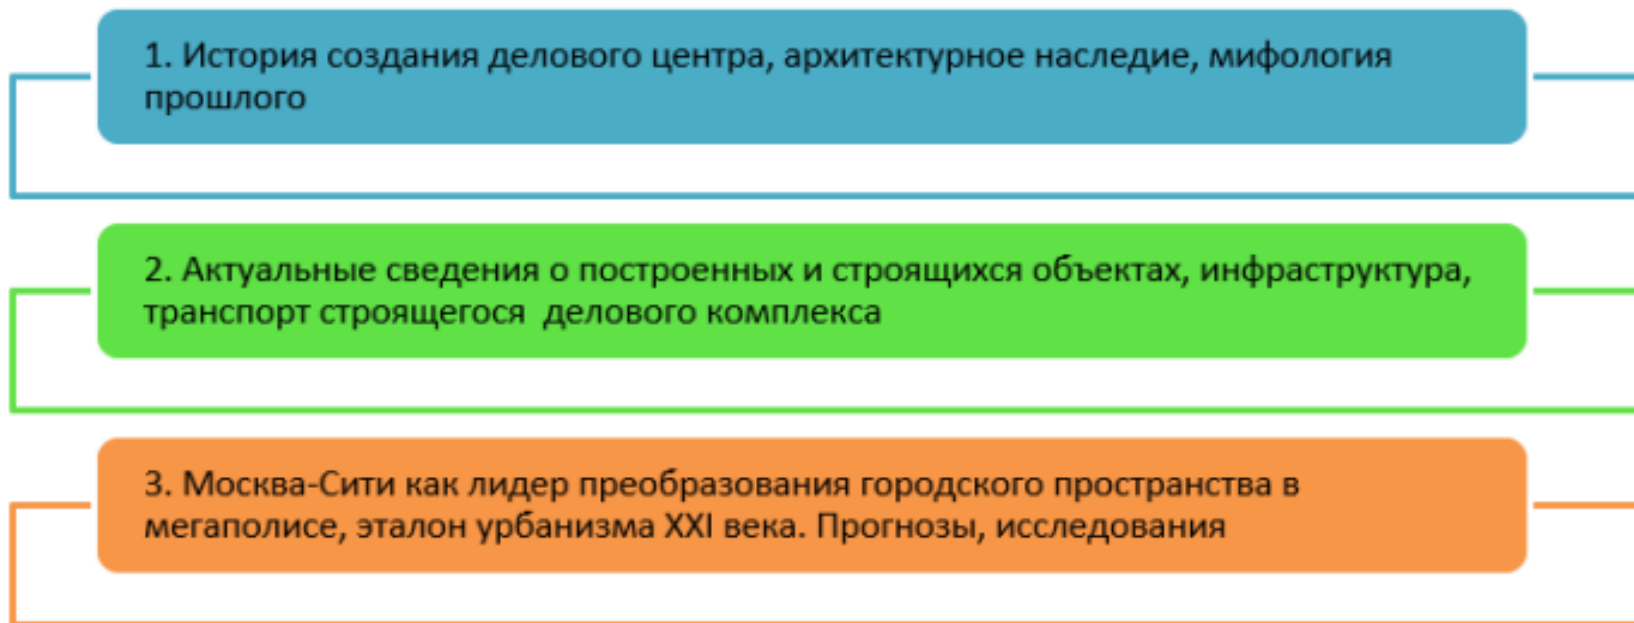 1. История создания делового центра, архитектурное наследие, мифология
прошлого
2. Актуальные сведения о построенных и строящихся объектах, инфраструктура,
транспорт строящегося  делового комплекса
3. Москва-Сити как лидер преобразования городского пространства в
мегаполисе, эталон урбанизма XXI века. Прогнозы, исследования